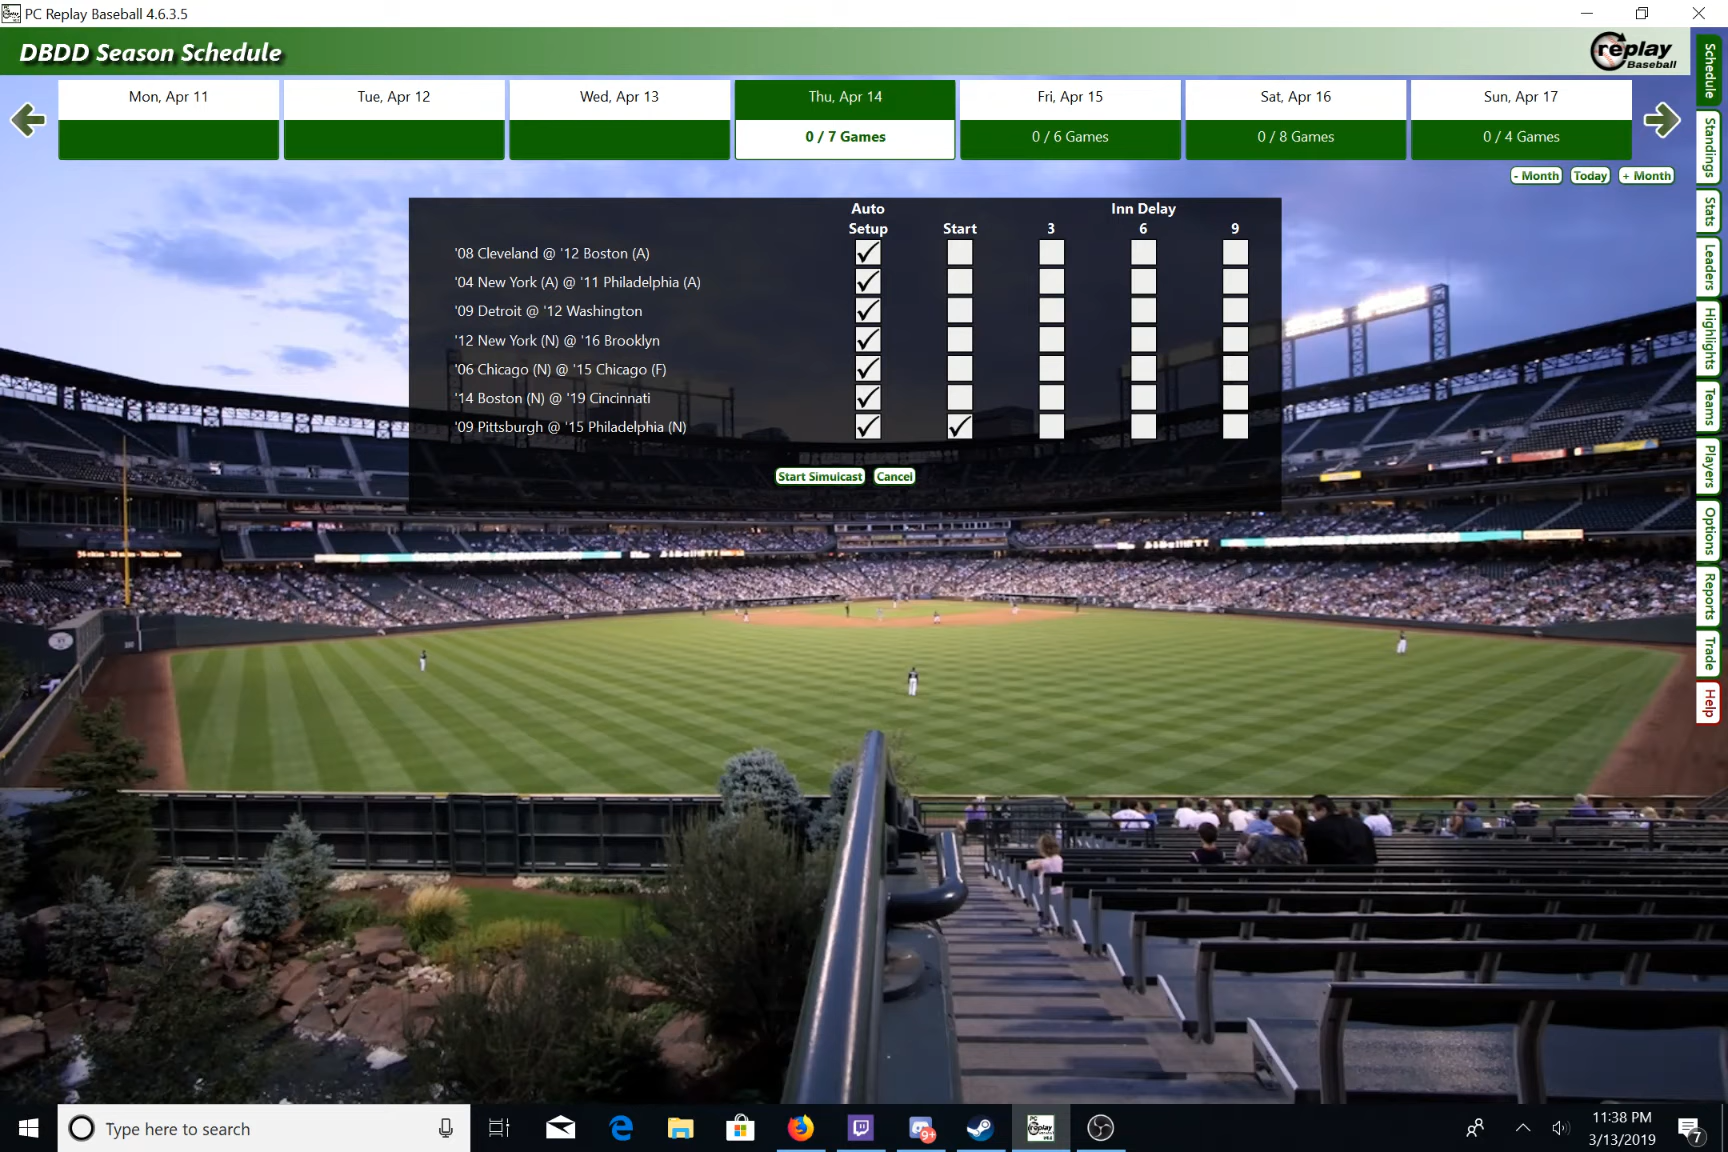 PC Replay Baseball 4.6.3.5
DBDD Season Schedule
replay
Baseball
Mon, Apr 11
Tue, Apr 12
Wed, Apr 13
Thu, Apr 14
Fri, Apr 15
Sat, Apr 16
Sun, Apr 17
0 / 7 Games
0 / 6 Games
0 / 8 Games
0 / 4 Games
- Month
Today
+ Month
Auto
Setup
Start
Inn Delay
3
6
9
'08 Cleveland @ '12 Boston (A)
'04 New York (A) @ '11 Philadelphia (A)
'09 Detroit @ '12 Washington
'12 New York (N) @ '16 Brooklyn
'06 Chicago (N) @ '15 Chicago (F)
'14 Boston (N) @ '19 Cincinnati
'09 Pittsburgh @ '15 Philadelphia (N)
Start Simulcast
Cancel
Schedule
Standings
Stats
Leaders
Highlights
Teams
Players
Options
Reports
Trade
Help
Type here to search
9+
replay
11:38 PM
3/13/2019
7